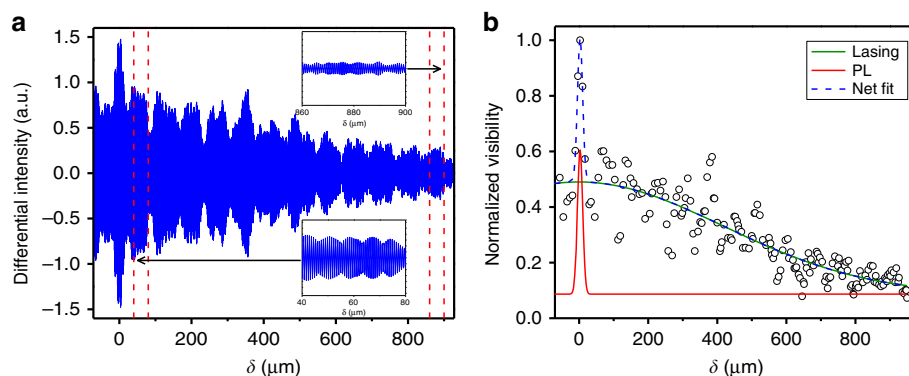 a
Differential intensity (a.u.)
1.5
1.0
0.5
0.0
−0.5
−1.0
−1.5
0 200 400 600 800
δ (μm)
860 900
δ (μm)
40 60 80
δ (μm)
b
Normalized visibility
1.0
0.8
0.6
0.4
0.2
0.0
0 200 400 600 800
δ (μm)
Lasing
PL
Net fit